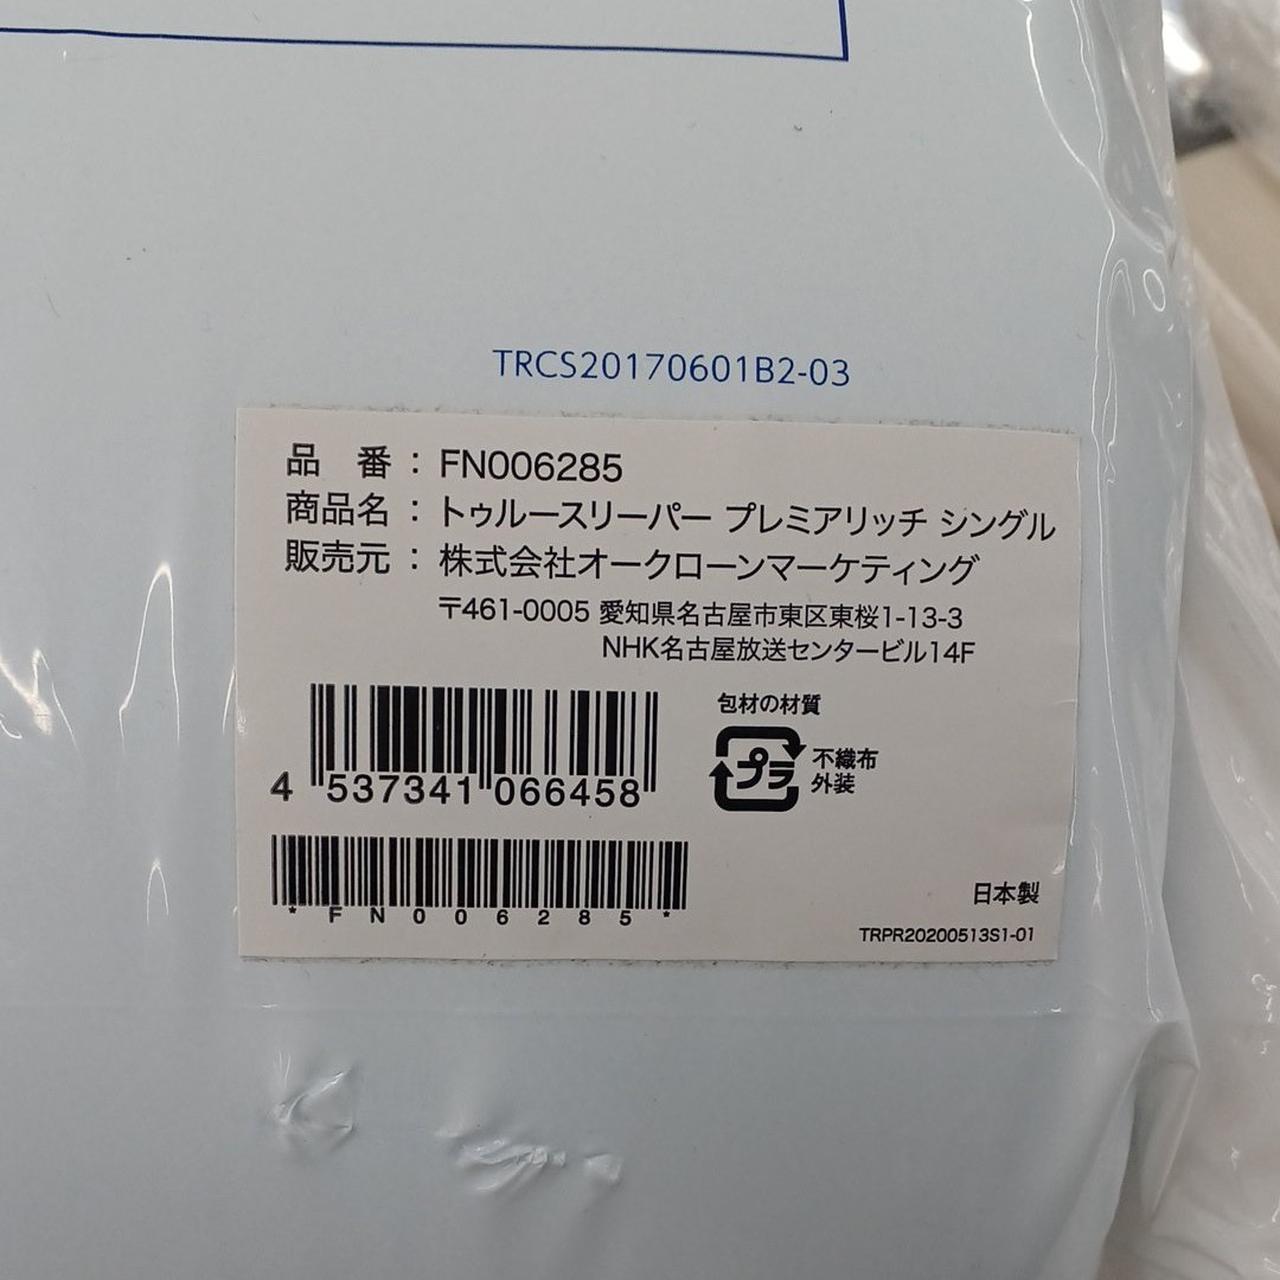 TRCS20170601B2-03
品　番：FN006285
商品名：トゥルースリーパー プレミアリッチ シングル
販売元：株式会社オークローンマーケティング
〒461-0005 愛知県名古屋市東区東桜1-13-3
NHK名古屋放送センタービル14F
包材の材質
プラ
不織布
外装
4 537341 066458
*FN006285*
日本製
TRPR20200513S1-01